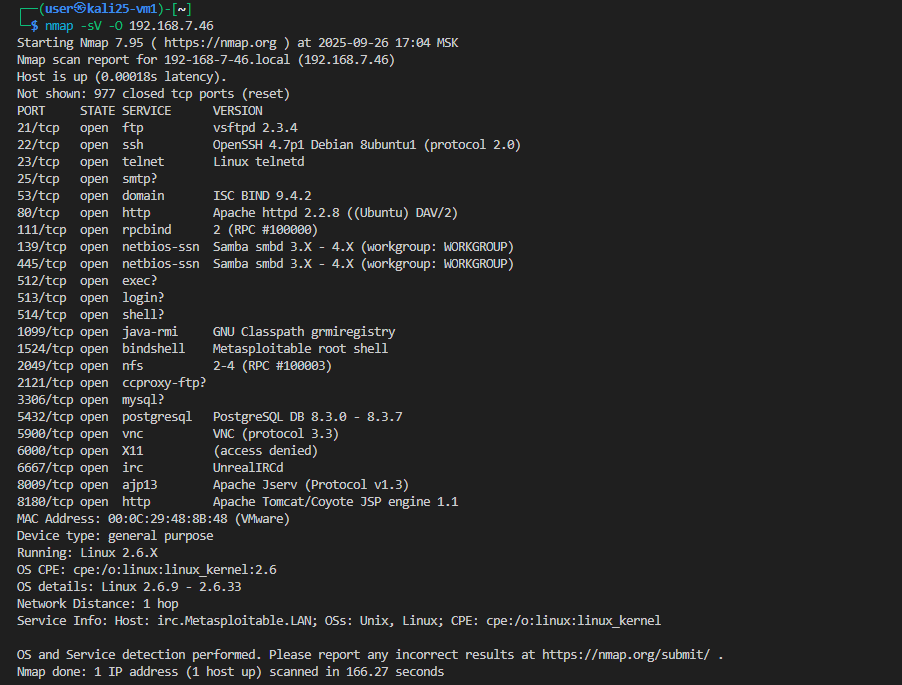 ┌──(user㉿kali25-vm1)-[~]
└─$ nmap -sV -O 192.168.7.46
Starting Nmap 7.95 ( https://nmap.org ) at 2025-09-26 17:04 MSK
Nmap scan report for 192-168-7-46.local (192.168.7.46)
Host is up (0.00018s latency).
Not shown: 977 closed tcp ports (reset)
PORT     STATE SERVICE     VERSION
21/tcp   open  ftp         vsftpd 2.3.4
22/tcp   open  ssh         OpenSSH 4.7p1 Debian 8ubuntu1 (protocol 2.0)
23/tcp   open  telnet      Linux telnetd
25/tcp   open  smtp?
53/tcp   open  domain      ISC BIND 9.4.2
80/tcp   open  http        Apache httpd 2.2.8 ((Ubuntu) DAV/2)
111/tcp  open  rpcbind     2 (RPC #100000)
139/tcp  open  netbios-ssn Samba smbd 3.X - 4.X (workgroup: WORKGROUP)
445/tcp  open  netbios-ssn Samba smbd 3.X - 4.X (workgroup: WORKGROUP)
512/tcp  open  exec?
513/tcp  open  login?
514/tcp  open  shell?
1099/tcp open  java-rmi    GNU Classpath grmiregistry
1524/tcp open  bindshell   Metasploitable root shell
2049/tcp open  nfs         2-4 (RPC #100003)
2121/tcp open  ccproxy-ftp?
3306/tcp open  mysql?
5432/tcp open  postgresql  PostgreSQL DB 8.3.0 - 8.3.7
5900/tcp open  vnc         VNC (protocol 3.3)
6000/tcp open  X11         (access denied)
6667/tcp open  irc         UnrealIRCd
8009/tcp open  ajp13       Apache Jserv (Protocol v1.3)
8180/tcp open  http        Apache Tomcat/Coyote JSP engine 1.1
MAC Address: 00:0C:29:48:8B:48 (VMware)
Device type: general purpose
Running: Linux 2.6.X
OS CPE: cpe:/o:linux:linux_kernel:2.6
OS details: Linux 2.6.9 - 2.6.33
Network Distance: 1 hop
Service Info: Host: irc.Metasploitable.LAN; OSs: Unix, Linux; CPE: cpe:/o:linux:linux_kernel

OS and Service detection performed. Please report any incorrect results at https://nmap.org/submit/ .
Nmap done: 1 IP address (1 host up) scanned in 166.27 seconds